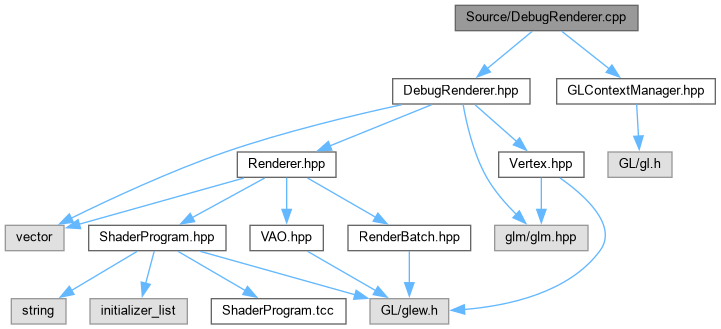 Source/DebugRenderer.cpp
DebugRenderer.hpp
GLContextManager.hpp
Renderer.hpp
Vertex.hpp
GL/gl.h
vector
ShaderProgram.hpp
VAO.hpp
RenderBatch.hpp
glm/glm.hpp
string
initializer_list
ShaderProgram.tcc
GL/glew.h